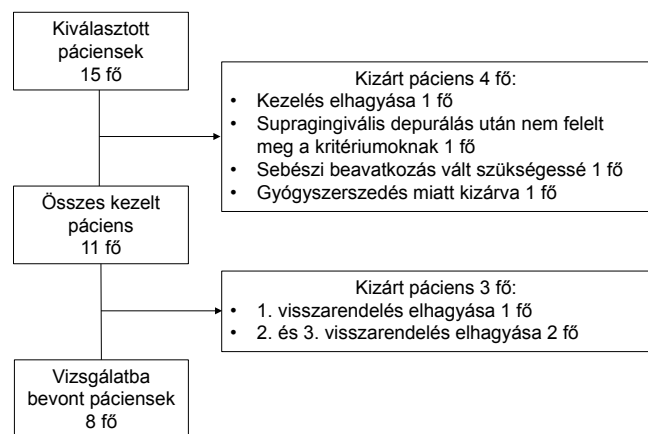 Kiválasztott
páciensek
15 fő
Kizárt páciens 4 fő:
• Kezelés elhagyása 1 fő
• Supragingivális depurálás után nem felelt
meg a kritériumoknak 1 fő
• Sebészi beavatkozás vált szükségessé 1 fő
• Gyógyszerszedés miatt kizárva 1 fő
Összes kezelt
páciens
11 fő
Kizárt páciens 3 fő:
• 1. visszarendelés elhagyása 1 fő
• 2. és 3. visszarendelés elhagyása 2 fő
Vizsgálatba
bevont páciensek
8 fő